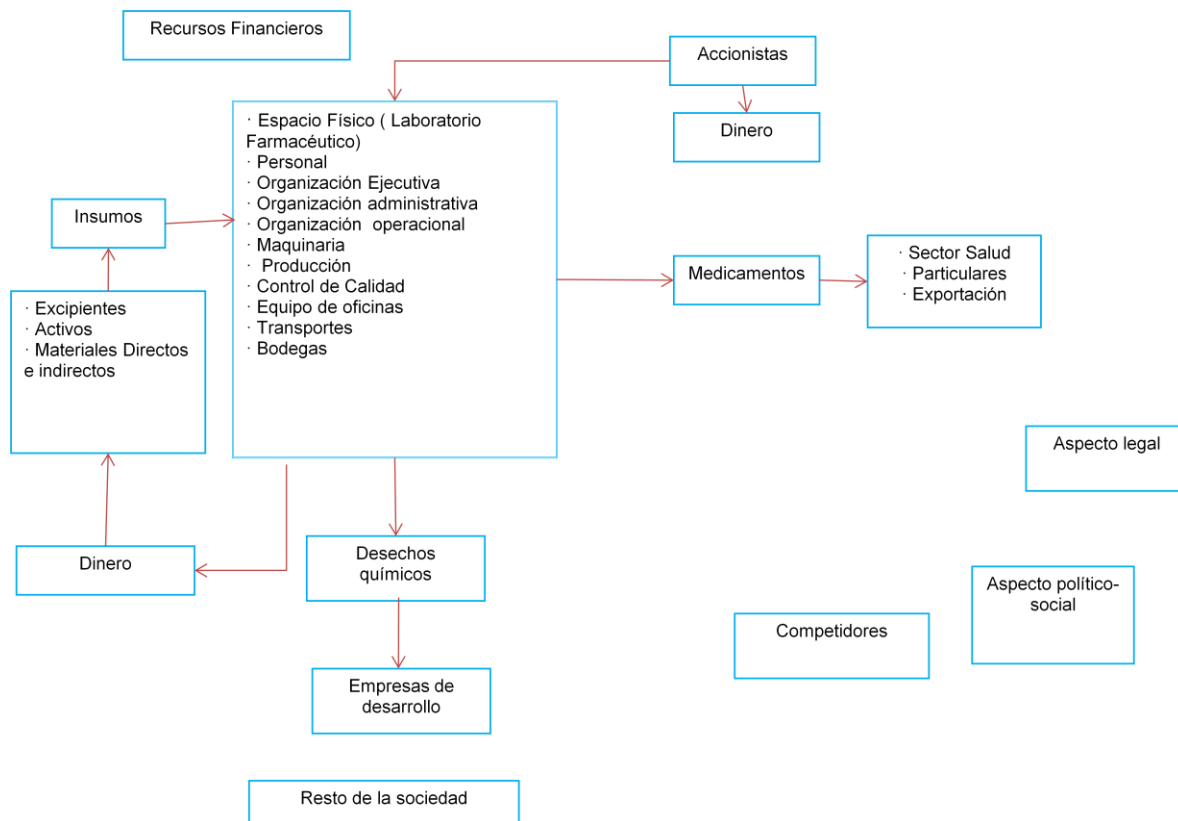 Recursos Financieros
Accionistas
Dinero
· Espacio Físico ( Laboratorio
Farmacéutico)
· Personal
· Organización Ejecutiva
· Organización administrativa
· Organización  operacional
· Maquinaria
·  Producción
· Control de Calidad
· Equipo de oficinas
· Transportes
· Bodegas
Insumos
· Excipientes
· Activos
· Materiales Directos
e indirectos
Dinero
Medicamentos
· Sector Salud
· Particulares
· Exportación
Aspecto legal
Desechos
químicos
Aspecto político-
social
Competidores
Empresas de
desarrollo
Resto de la sociedad